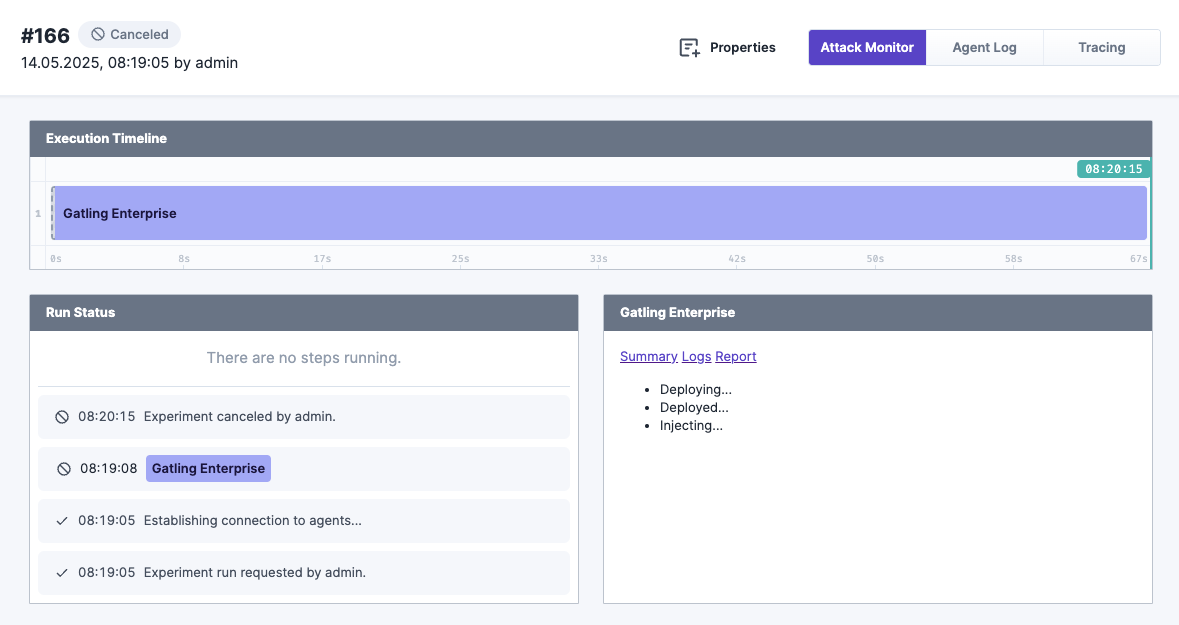 #166 Canceled
14.05.2025, 08:19:05 by admin
Properties
Attack Monitor
Agent Log
Tracing
Execution Timeline
08:20:15
1
Gatling Enterprise
0s 8s 17s 25s 33s 42s 50s 58s 67s
Run Status
There are no steps running.
08:20:15 Experiment canceled by admin.
08:19:08 Gatling Enterprise
08:19:05 Establishing connection to agents...
08:19:05 Experiment run requested by admin.
Gatling Enterprise
Summary Logs Report
Deploying...
Deployed...
Injecting...